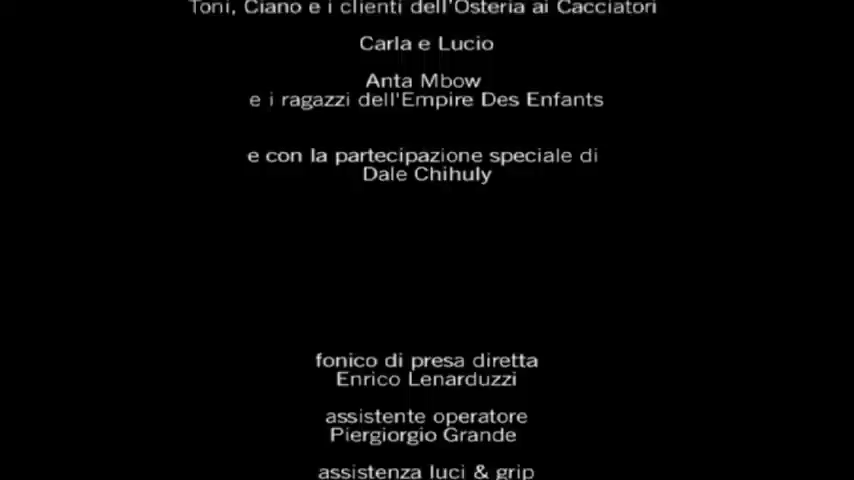 Toni, Ciano e i clienti dell'Osteria ai Cacciatori
Carla e Lucio
Anta Mbow
e i ragazzi dell'Empire Des Enfants
e con la partecipazione speciale di
Dale Chihuly
fonico di presa diretta
Enrico Lenarduzzi
assistente operatore
Piergiorgio Grande
assistenza luci & grip